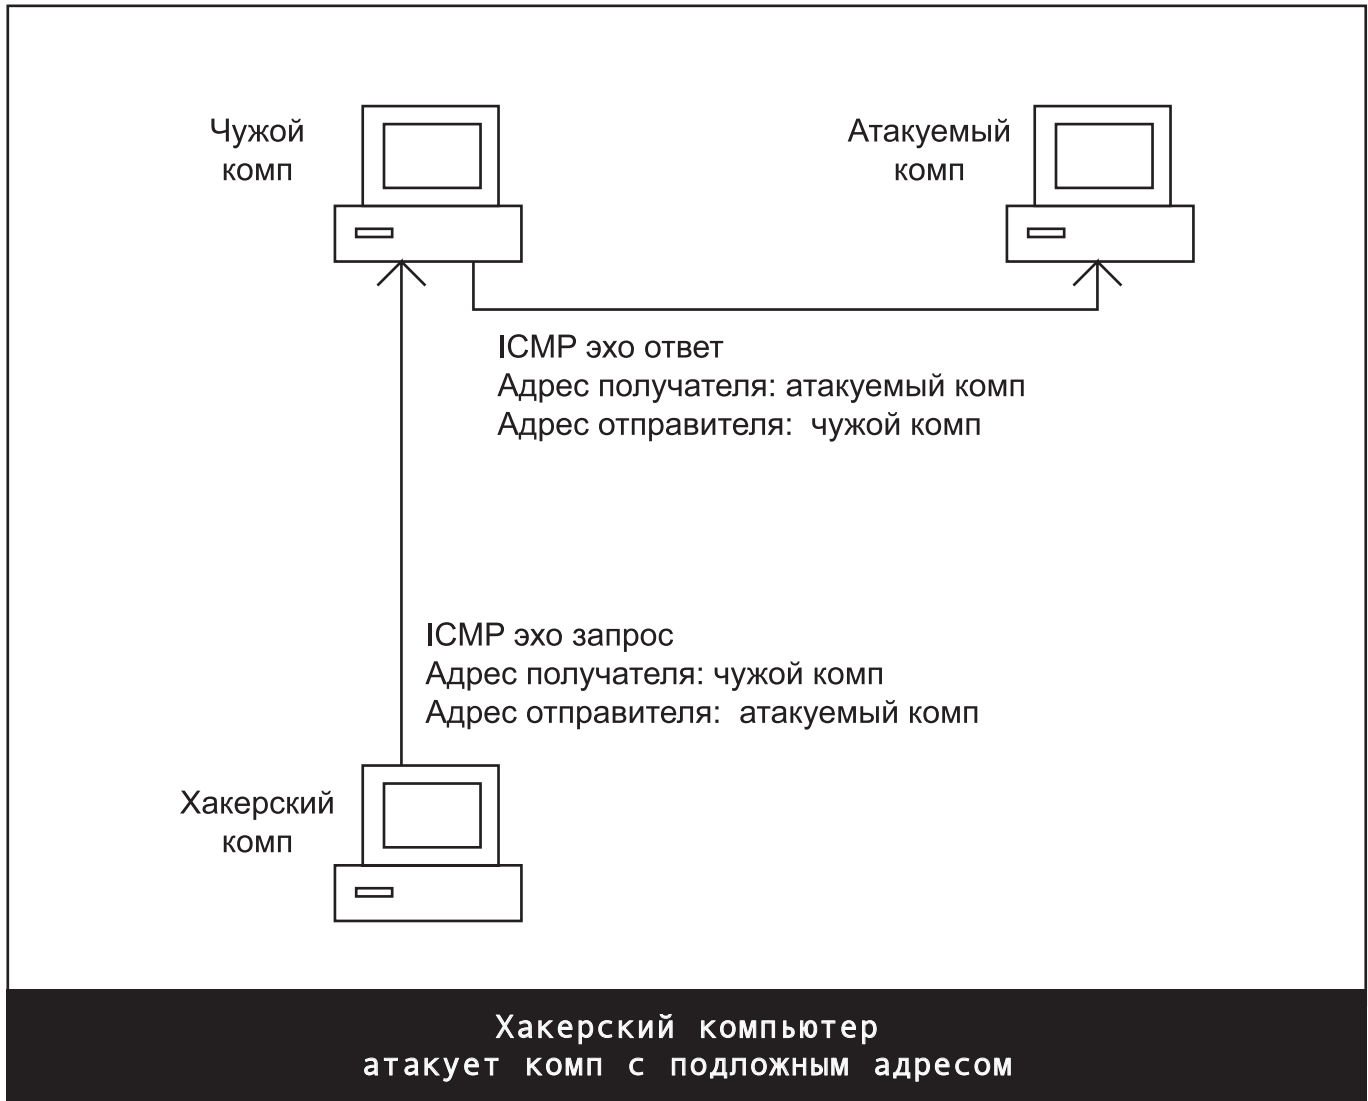 Чужой
комп
Атакуемый
комп
ICMP эхо ответ
Адрес получателя: атакуемый комп
Адрес отправителя: чужой комп
ICMP эхо запрос
Адрес получателя: чужой комп
Адрес отправителя: атакуемый комп
Хакерский
комп
Хакерский компьютер
атакует комп с подложным адресом